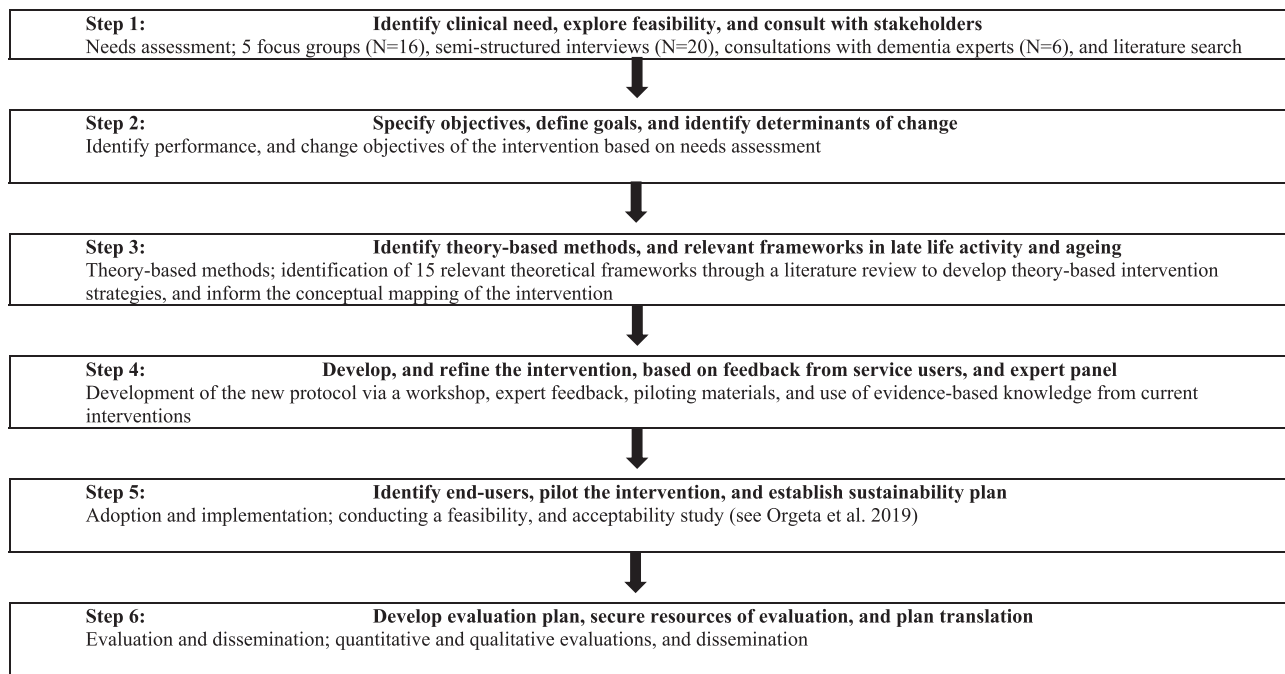 Step 1: Identify clinical need, explore feasibility, and consult with stakeholders
Needs assessment; 5 focus groups (N=16), semi-structured interviews (N=20), consultations with dementia experts (N=6), and literature search
Step 2: Specify objectives, define goals, and identify determinants of change
Identify performance, and change objectives of the intervention based on needs assessment
Step 3: Identify theory-based methods, and relevant frameworks in late life activity and ageing
Theory-based methods; identification of 15 relevant theoretical frameworks through a literature review to develop theory-based intervention
strategies, and inform the conceptual mapping of the intervention
Step 4: Develop, and refine the intervention, based on feedback from service users, and expert panel
Development of the new protocol via a workshop, expert feedback, piloting materials, and use of evidence-based knowledge from current
interventions
Step 5: Identify end-users, pilot the intervention, and establish sustainability plan
Adoption and implementation; conducting a feasibility, and acceptability study (see Orgeta et al. 2019)
Step 6: Develop evaluation plan, secure resources of evaluation, and plan translation
Evaluation and dissemination; quantitative and qualitative evaluations, and dissemination